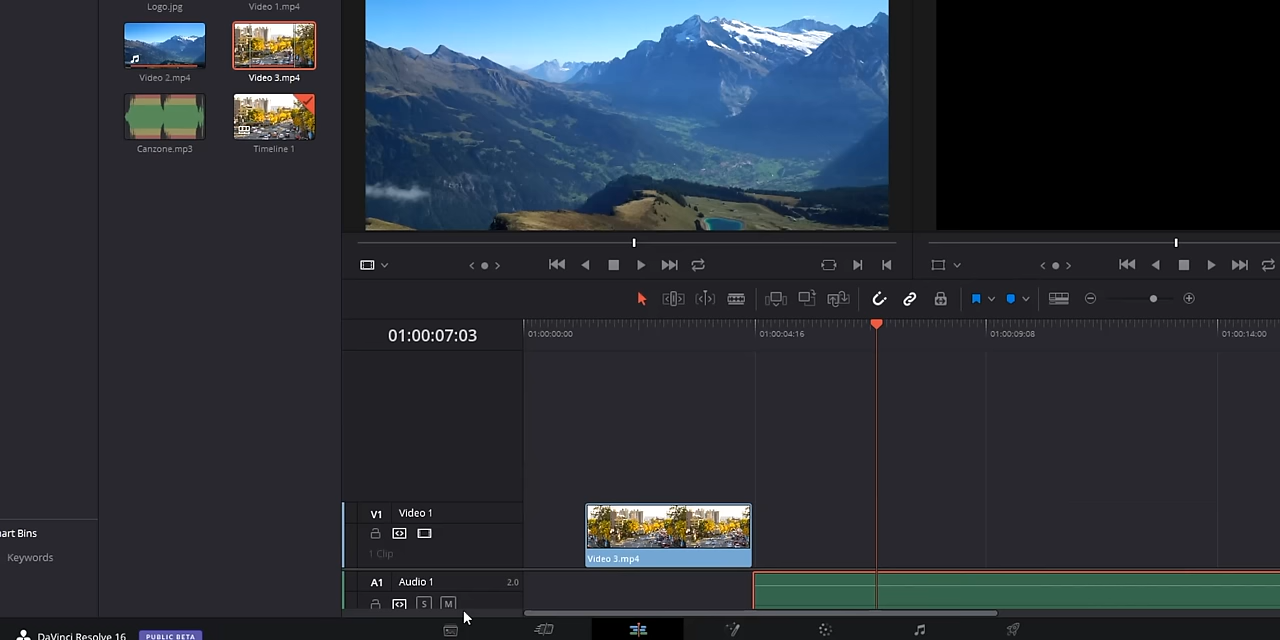 Logo.jpg
Video 1.mp4
Video 2.mp4
Video 3.mp4
Canzone.mp3
Timeline 1
01:00:07:03
01:00:00:00
01:00:04:16
01:00:09:08
01:00:14:00
V1 Video 1
1 Clip
Video 3.mp4
A1 Audio 1 2.0
S M
art Bins
Keywords
DaVinci Resolve 16 PUBLIC BETA